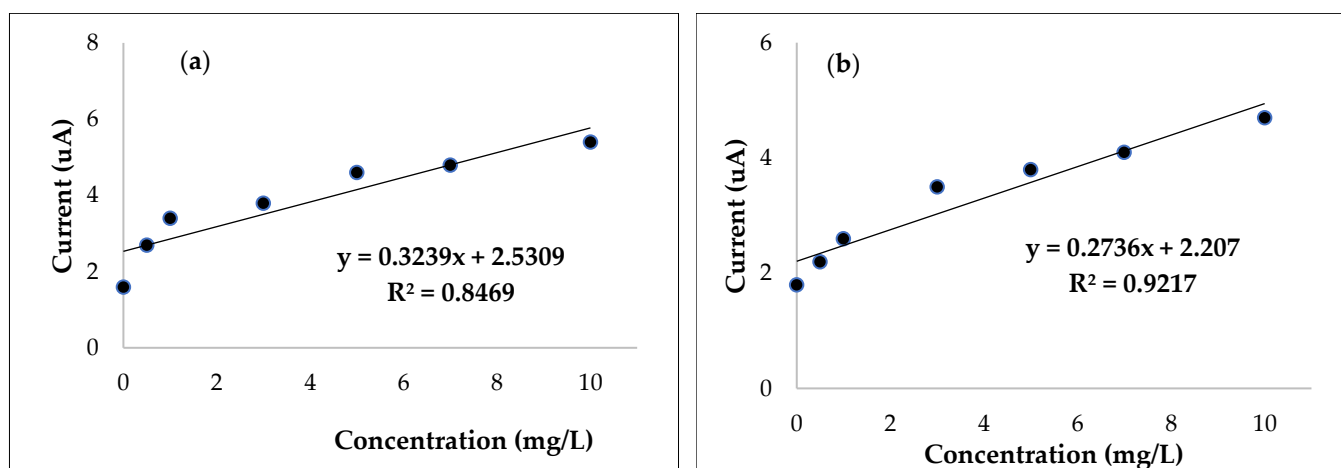 (a)
8
6
4
2
0
Current (uA)
y = 0.3239x + 2.5309
R² = 0.8469
0 2 4 6 8 10
Concentration (mg/L)
(b)
6
4
2
0
Current (uA)
y = 0.2736x + 2.207
R² = 0.9217
0 2 4 6 8 10
Concentration (mg/L)